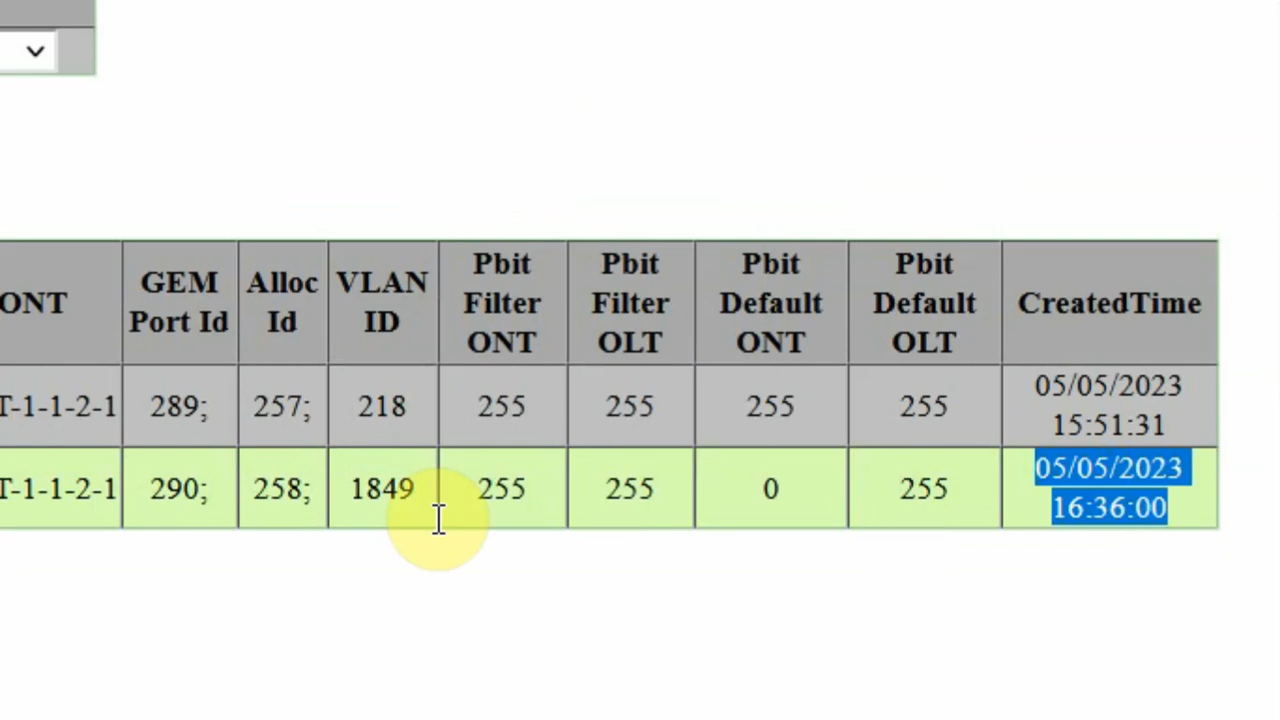 ONT GEM Port Id Alloc Id VLAN ID Pbit Filter ONT Pbit Filter OLT Pbit Default ONT Pbit Default OLT CreatedTime
T-1-1-2-1 289; 257; 218 255 255 255 255 05/05/2023 15:51:31
T-1-1-2-1 290; 258; 1849 255 255 0 255 05/05/2023 16:36:00